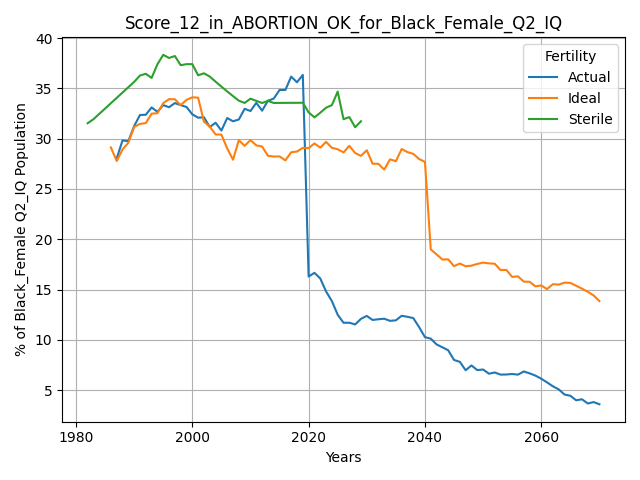 Score_12_in_ABORTION_OK_for_Black_Female_Q2_IQ
% of Black_Female Q2_IQ Population
40
35
30
25
20
15
10
5
Fertility
Actual
Ideal
Sterile
1980 2000 2020 2040 2060
Years